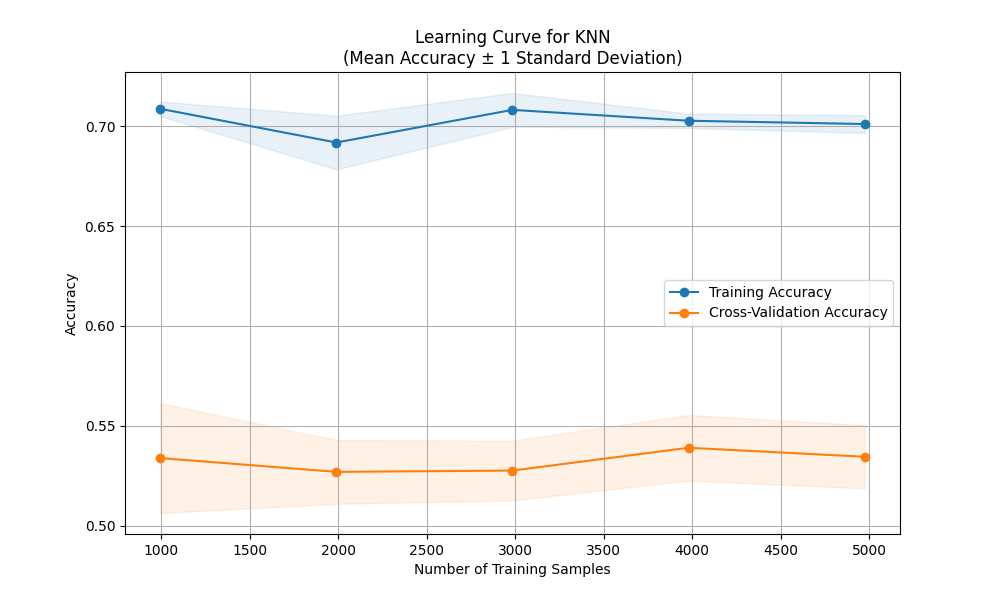 Learning Curve for KNN
(Mean Accuracy ± 1 Standard Deviation)
Accuracy
0.70
0.65
0.60
0.55
0.50
Training Accuracy
Cross-Validation Accuracy
1000 1500 2000 2500 3000 3500 4000 4500 5000
Number of Training Samples